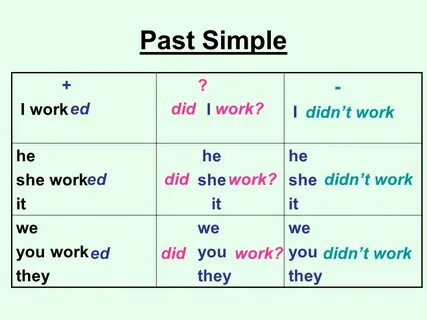 Past Simple
+ ? -
I worked did I work? I didn't work
he he he
she worked did she work? she didn't work
it it it
we we we
you worked did you work? you didn't work
they they they